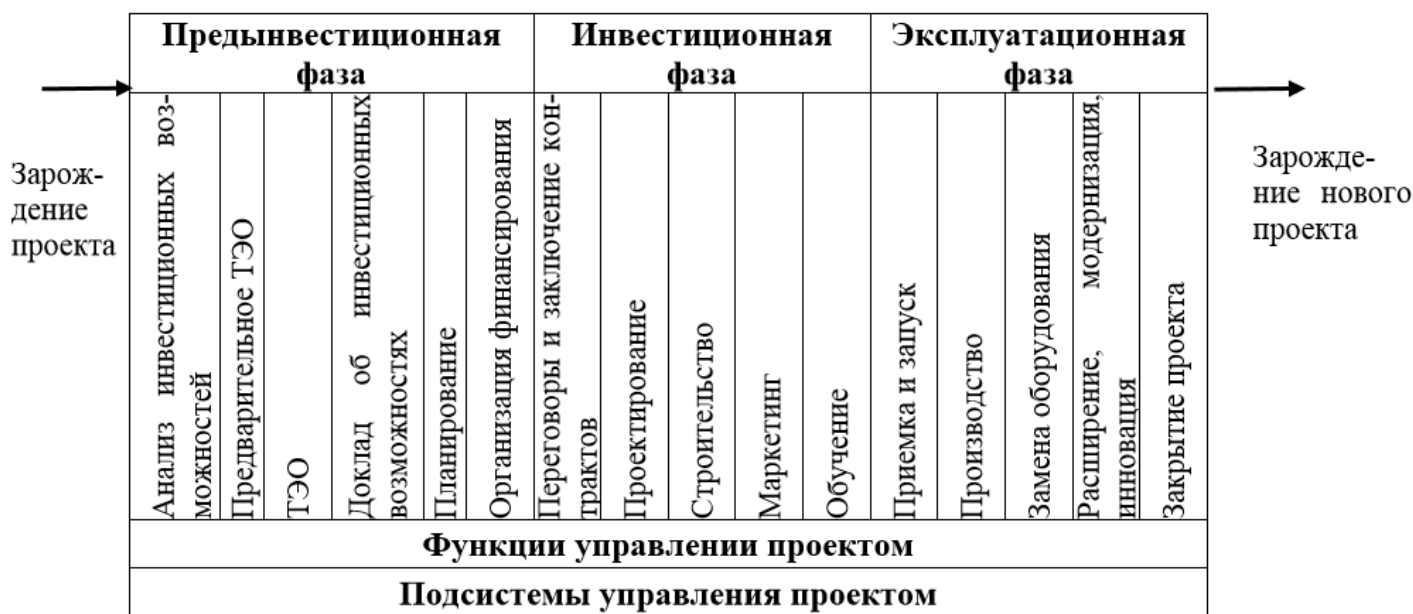 Предынвестиционная
фаза
Инвестиционная
фаза
Эксплуатационная
фаза
Зарож-
дение
проекта
Анализ инвестиционных воз-
можностей
Предварительное ТЭО
ТЭО
Доклад об инвестиционных
возможностях
Планирование
Организация финансирования
Переговоры и заключение кон-
трактов
Проектирование
Строительство
Маркетинг
Обучение
Приемка и запуск
Производство
Замена оборудования
Расширение, модернизация,
инновация
Закрытие проекта
Зарожде-
ние нового
проекта
Функции управлении проектом
Подсистемы управления проектом